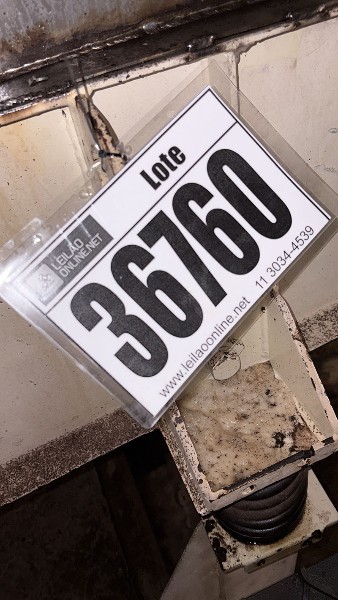 Lote
LEILÃO
ONLINE.NET
36760
www.leilaoonline.net 11 3034-4539